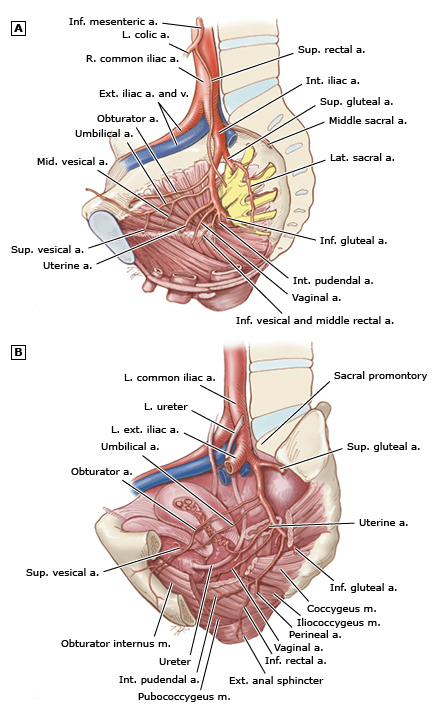 A
Inf. mesenteric a.
L. colic a.
R. common iliac a.
Sup. rectal a.
Int. iliac a.
Ext. iliac a. and v.
Sup. gluteal a.
Obturator a.
Middle sacral a.
Umbilical a.
Mid. vesical a.
Lat. sacral a.
Sup. vesical a.
Inf. gluteal a.
Uterine a.
Int. pudendal a.
Vaginal a.
Inf. vesical and middle rectal a.
B
L. common iliac a.
Sacral promontory
L. ureter
L. ext. iliac a.
Umbilical a.
Sup. gluteal a.
Obturator a.
Uterine a.
Sup. vesical a.
Inf. gluteal a.
Coccygeus m.
Iliococcygeus m.
Perineal a.
Obturator internus m.
Vaginal a.
Ureter
Inf. rectal a.
Int. pudendal a.
Ext. anal sphincter
Pubococcygeus m.